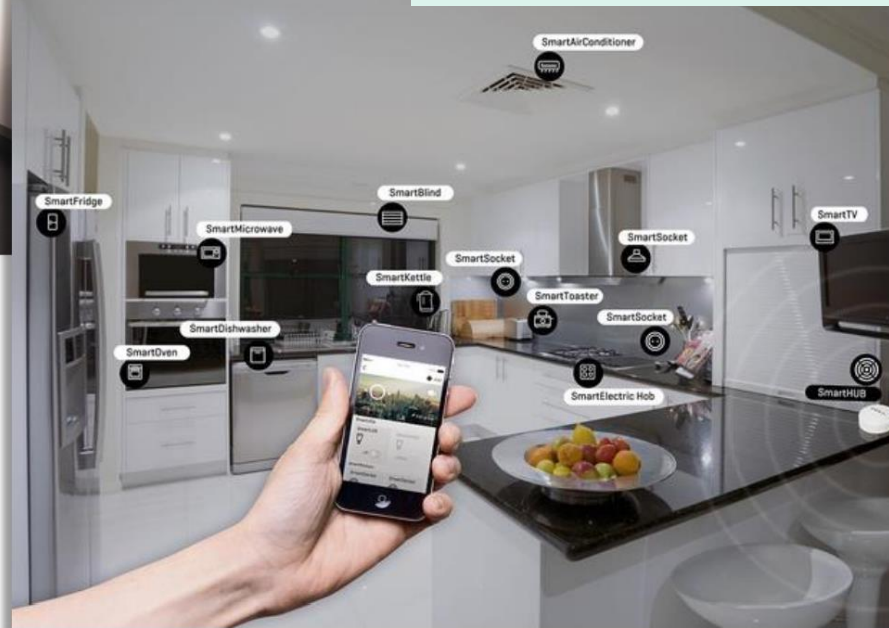 SmartAirConditioner
SmartBlind
SmartFridge
SmartMicrowave
SmartTV
SmartSocket
SmartSocket
SmartKettle
SmartToaster
SmartSocket
SmartDishwasher
SmartOven
SmartElectric Hob
SmartHUB